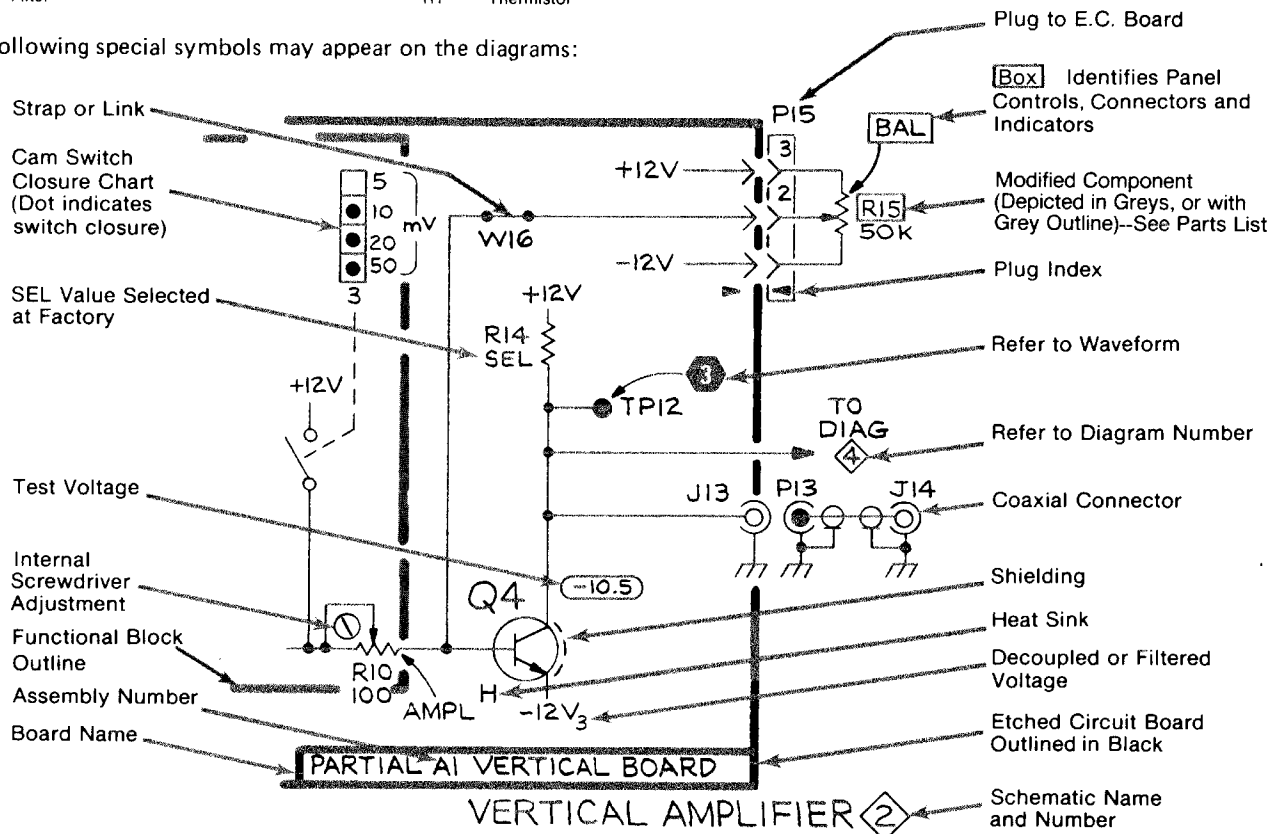 Thermistor
ollowing special symbols may appear on the diagrams:
Plug to E.C. Board
Box Identifies Panel
Controls, Connectors and
Indicators
Modified Component
(Depicted in Greys, or with
Grey Outline)--See Parts List
Plug Index
Refer to Waveform
Refer to Diagram Number
Coaxial Connector
Shielding
Heat Sink
Decoupled or Filtered
Voltage
Etched Circuit Board
Outlined in Black
Schematic Name
and Number
Strap or Link
Cam Switch
Closure Chart
(Dot indicates
switch closure)
SEL Value Selected
at Factory
Test Voltage
Internal
Screwdriver
Adjustment
Functional Block
Outline
Assembly Number
Board Name
5
10
20
50
mV
3
+12V
W16
+12V
R14
SEL
+12V
-12V
P15
3
2
BAL
R15
50K
3
TP12
TO
DIAG
4
J13
P13
J14
-10.5
Q4
R10
100
AMPL
H
-12V3
PARTIAL A1 VERTICAL BOARD
VERTICAL AMPLIFIER 2